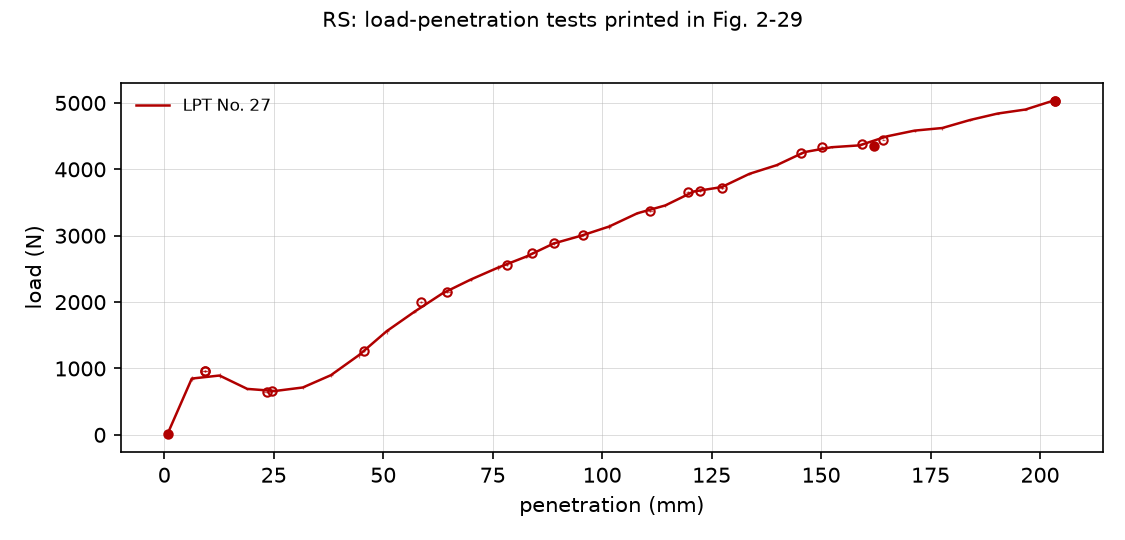 RS: load-penetration tests printed in Fig. 2-29
LPT No. 27
load (N)
5000
4000
3000
2000
1000
0
0 25 50 75 100 125 150 175 200
penetration (mm)